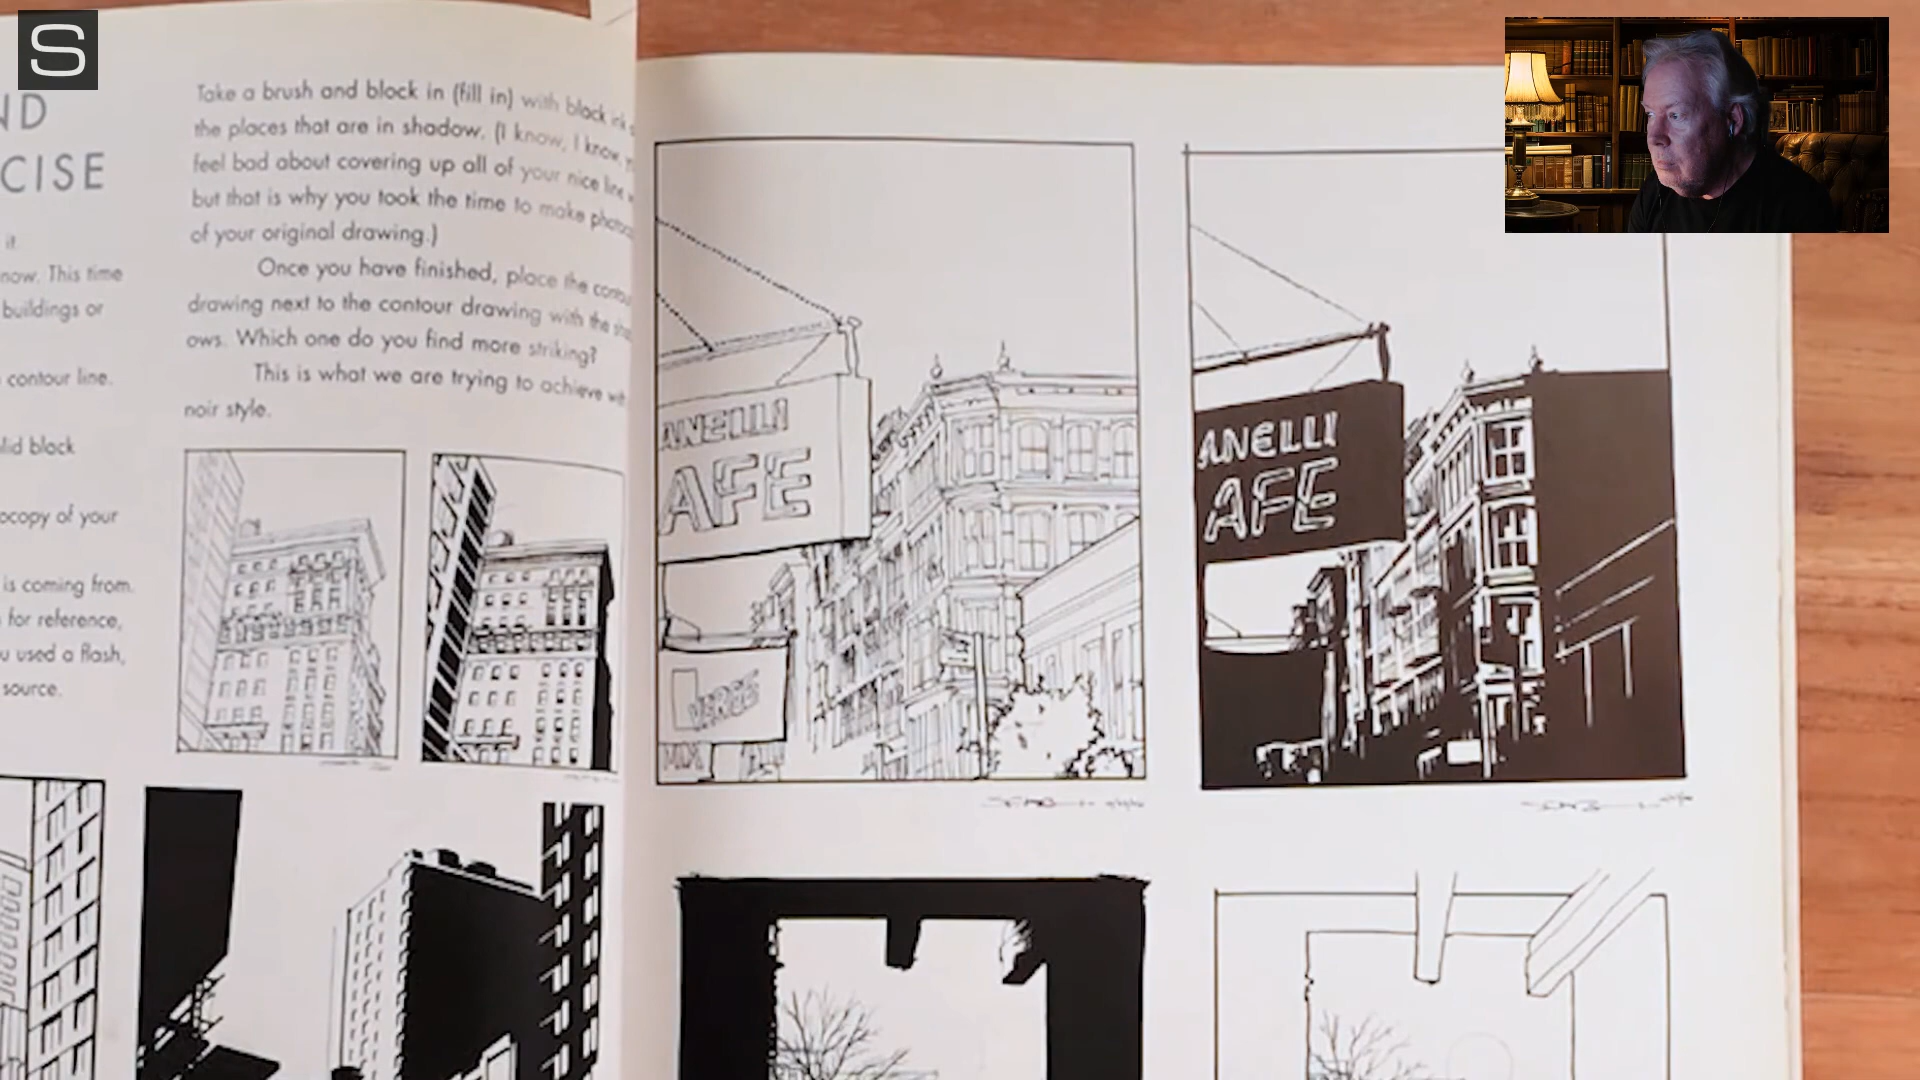 S
ND
CISE
it.
now. This time
buildings or
contour line.
lid black
ocopy of your
is coming from.
for reference,
u used a flash,
source.
Take a brush and block in (fill in) with black ink
the places that are in shadow. (I know, I know,
feel bad about covering up all of your nice line
but that is why you took the time to make
of your original drawing.)
Once you have finished, place the
drawing next to the contour drawing with the
ows. Which one do you find more striking?
This is what we are trying to achieve
noir style.
ANELLI
AFE
ANELLI
AFE